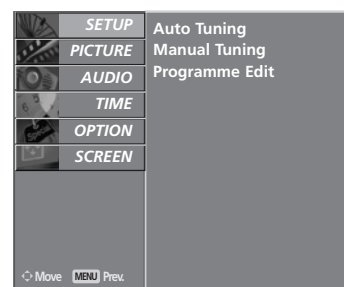 SETUP
PICTURE
AUDIO
TIME
OPTION
SCREEN
Auto Tuning
Manual Tuning
Programme Edit
Move MENU Prev.